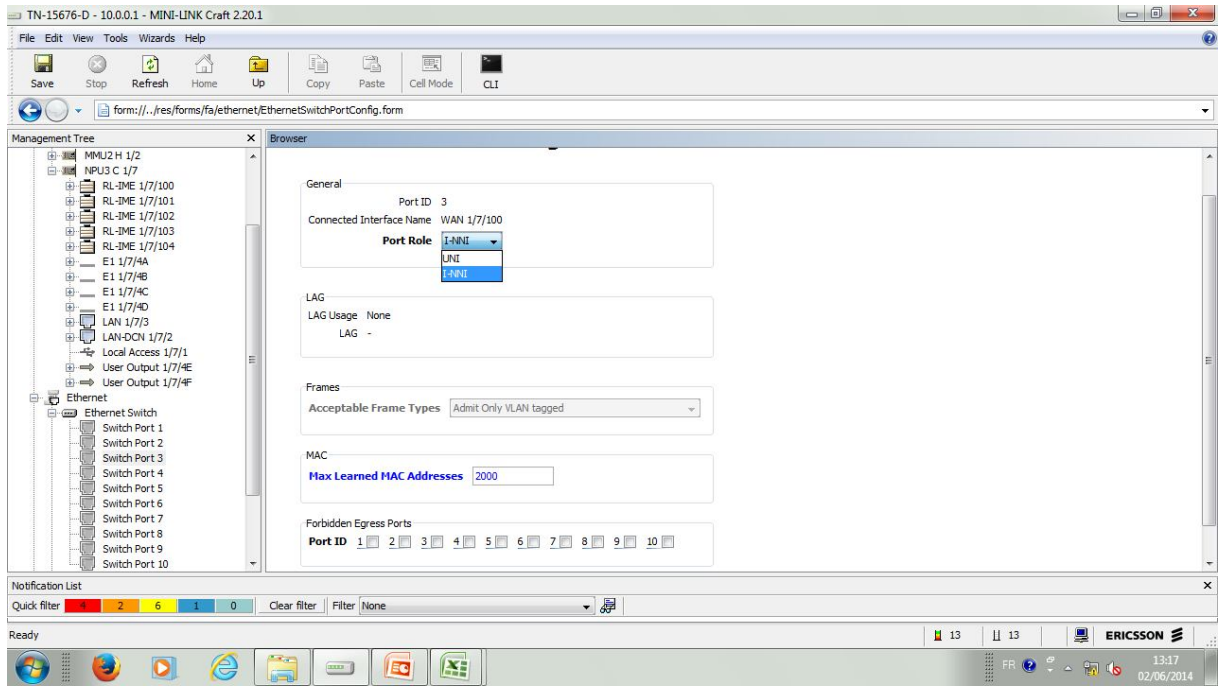 TN-15676-D - 10.0.0.1 - MINI-LINK Craft 2.20.1
File Edit View Tools Wizards Help
Save Stop Refresh Home Up Copy Paste Cell Mode CLI
form://../res/forms/fa/ethernet/EthernetSwitchPortConfig.form
Management Tree
MMU2 H 1/2
NPU3 C 1/7
RL-IME 1/7/100
RL-IME 1/7/101
RL-IME 1/7/102
RL-IME 1/7/103
RL-IME 1/7/104
E1 1/7/4A
E1 1/7/4B
E1 1/7/4C
E1 1/7/4D
LAN 1/7/3
LAN-DCN 1/7/2
Local Access 1/7/1
User Output 1/7/4E
User Output 1/7/4F
Ethernet
Ethernet Switch
Switch Port 1
Switch Port 2
Switch Port 3
Switch Port 4
Switch Port 5
Switch Port 6
Switch Port 7
Switch Port 8
Switch Port 9
Switch Port 10
Browser
General
Port ID 3
Connected Interface Name WAN 1/7/100
Port Role I-NNI
UNI
I-NNI
LAG
LAG Usage None
LAG -
Frames
Acceptable Frame Types Admit Only VLAN tagged
MAC
Max Learned MAC Addresses 2000
Forbidden Egress Ports
Port ID 1 2 3 4 5 6 7 8 9 10
Notification List
Quick filter 4 2 6 1 0 Clear filter Filter None
Ready 13 13 ERICSSON
FR 13:17
02/06/2014